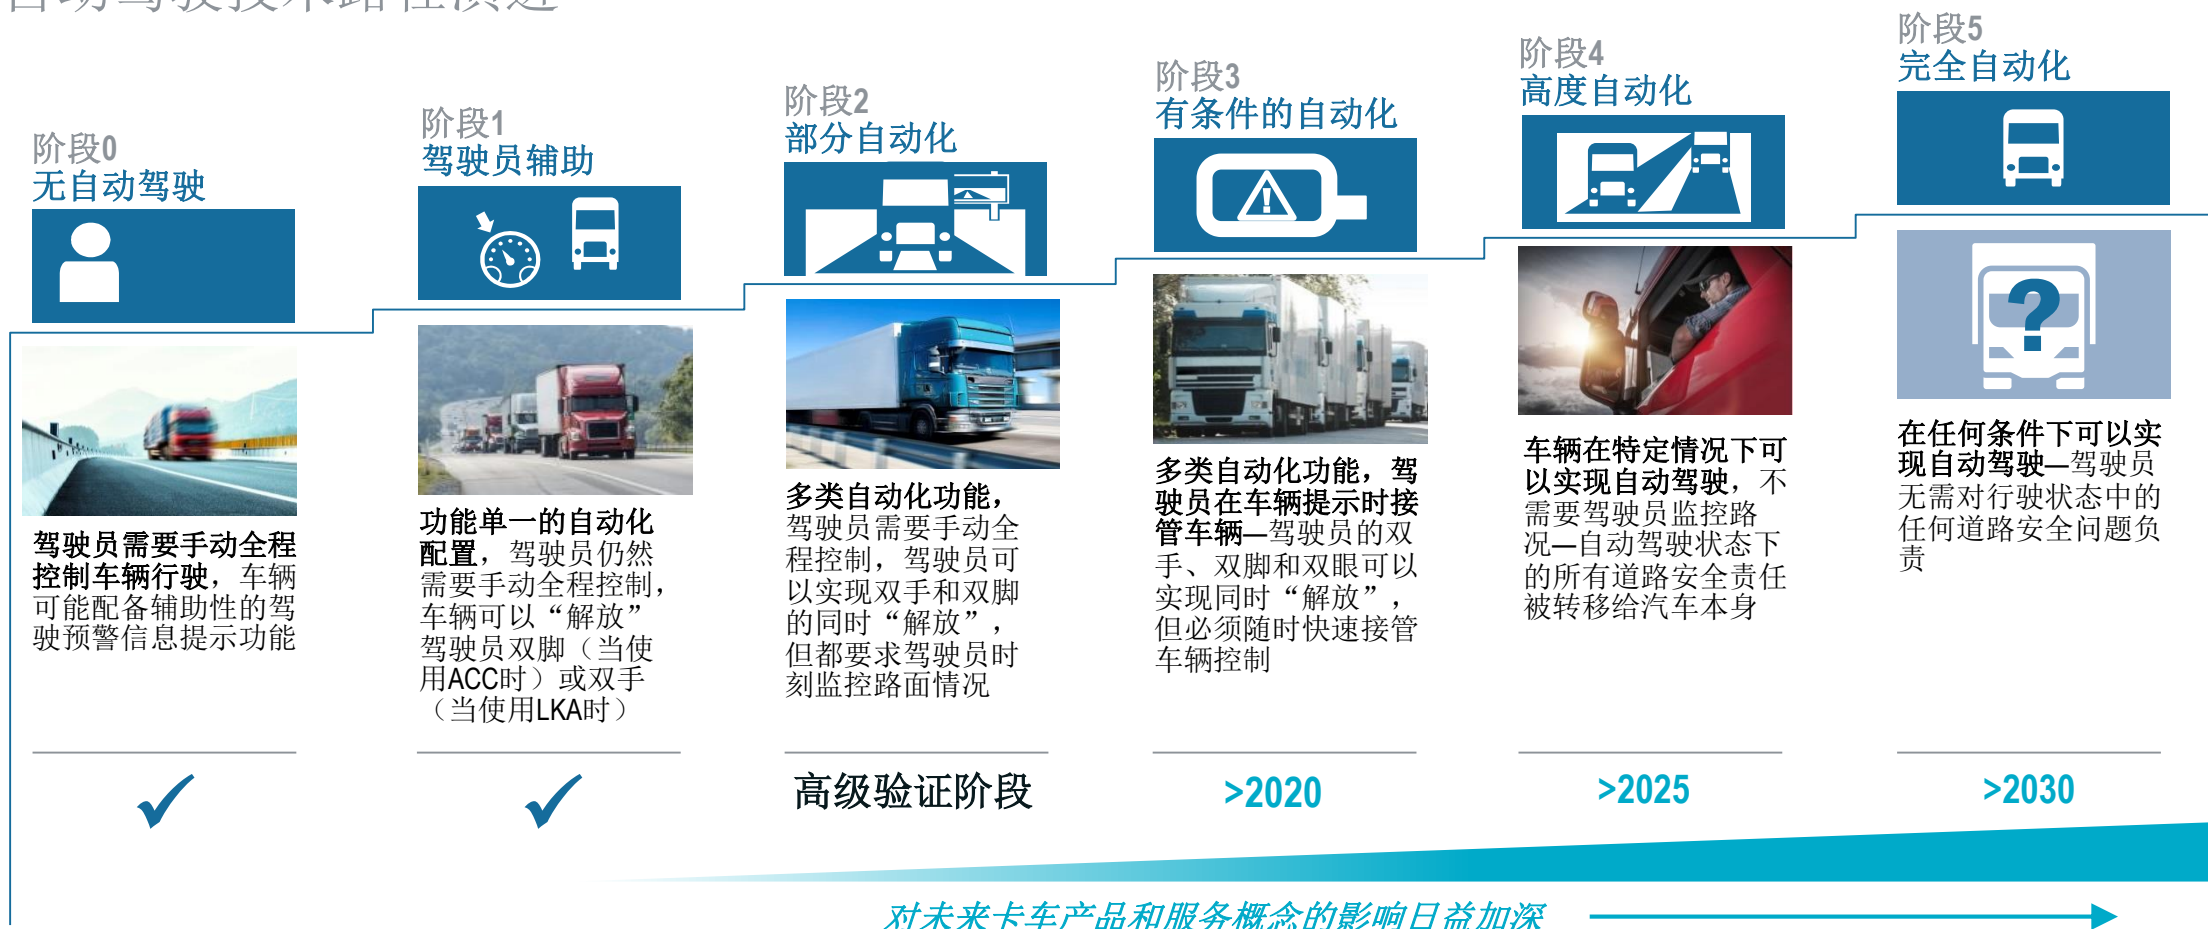 自动驾驶技术路径演进
阶段0
无自动驾驶
驾驶员需要手动全程
控制车辆行驶，车辆
可能配备辅助性的驾
驶预警信息提示功能
阶段1
驾驶员辅助
功能单一的自动化
配置，驾驶员仍然
需要手动全程控制，
车辆可以“解放”
驾驶员双脚（当使
用ACC时）或双手
（当使用LKA时）
阶段2
部分自动化
多类自动化功能，
驾驶员需要手动全
程控制，驾驶员可
以实现双手和双脚
的同时“解放”，
但都要求驾驶员时
刻监控路面情况
高级验证阶段
阶段3
有条件的自动化
多类自动化功能，驾
驶员在车辆提示时接
管车辆—驾驶员的双
手、双脚和双眼可以
实现同时“解放”，
但必须随时快速接管
车辆控制
>2020
阶段4
高度自动化
车辆在特定情况下可
以实现自动驾驶，不
需要驾驶员监控路
况—自动驾驶状态下
的所有道路安全责任
被转移给汽车本身
>2025
阶段5
完全自动化
?
在任何条件下可以实
现自动驾驶—驾驶员
无需对行驶状态中的
任何道路安全问题负
责
>2030
对未来卡车产品和服务概念的影响日益加深